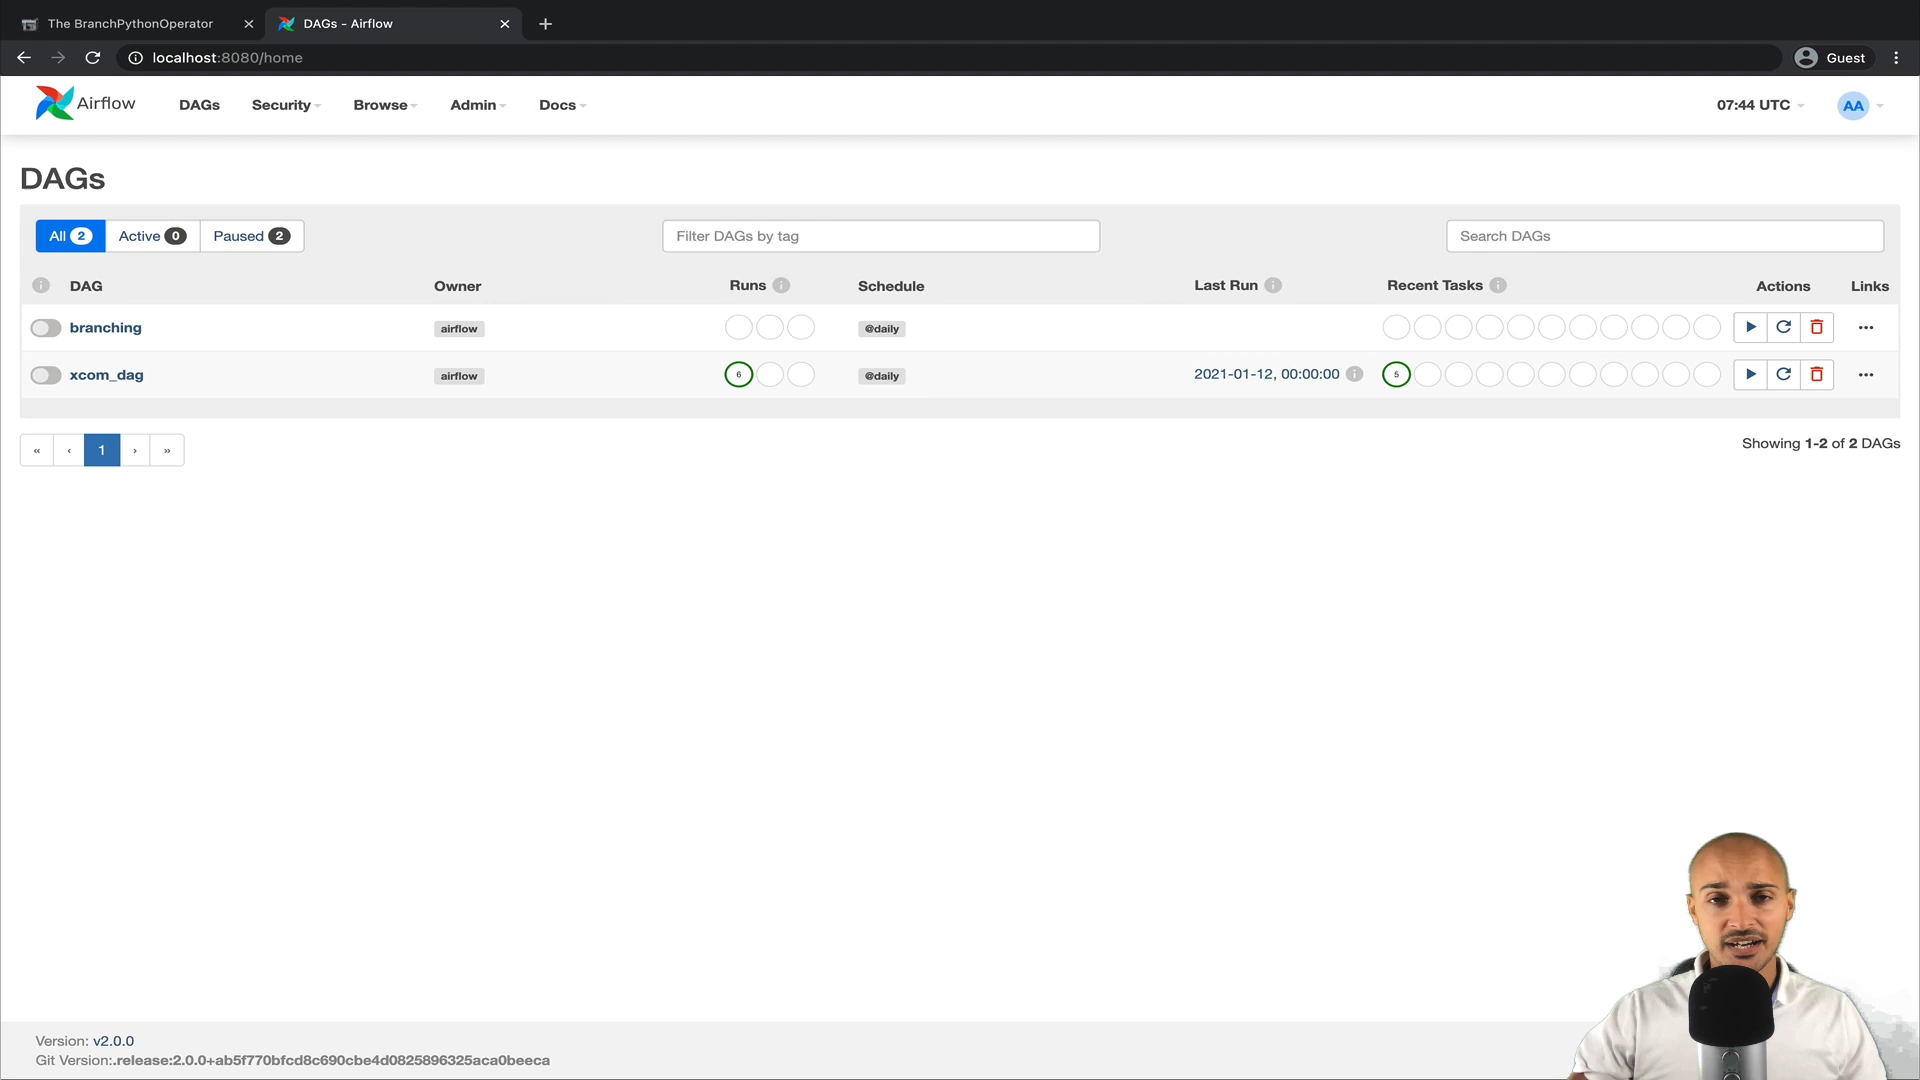 The BranchPythonOperator
DAGs - Airflow
localhost:8080/home
Guest
Airflow
DAGs
Security
Browse
Admin
Docs
07:44 UTC
AA
DAGs
All 2
Active 0
Paused 2
Filter DAGs by tag
Search DAGs
DAG
Owner
Runs
Schedule
Last Run
Recent Tasks
Actions
Links
branching
airflow
@daily
xcom_dag
airflow
6
@daily
2021-01-12, 00:00:00
5
« ‹ 1 › »
Showing 1-2 of 2 DAGs
Version: v2.0.0
Git Version:.release:2.0.0+ab5f770bfcd8c690cbe4d0825896325aca0beeca